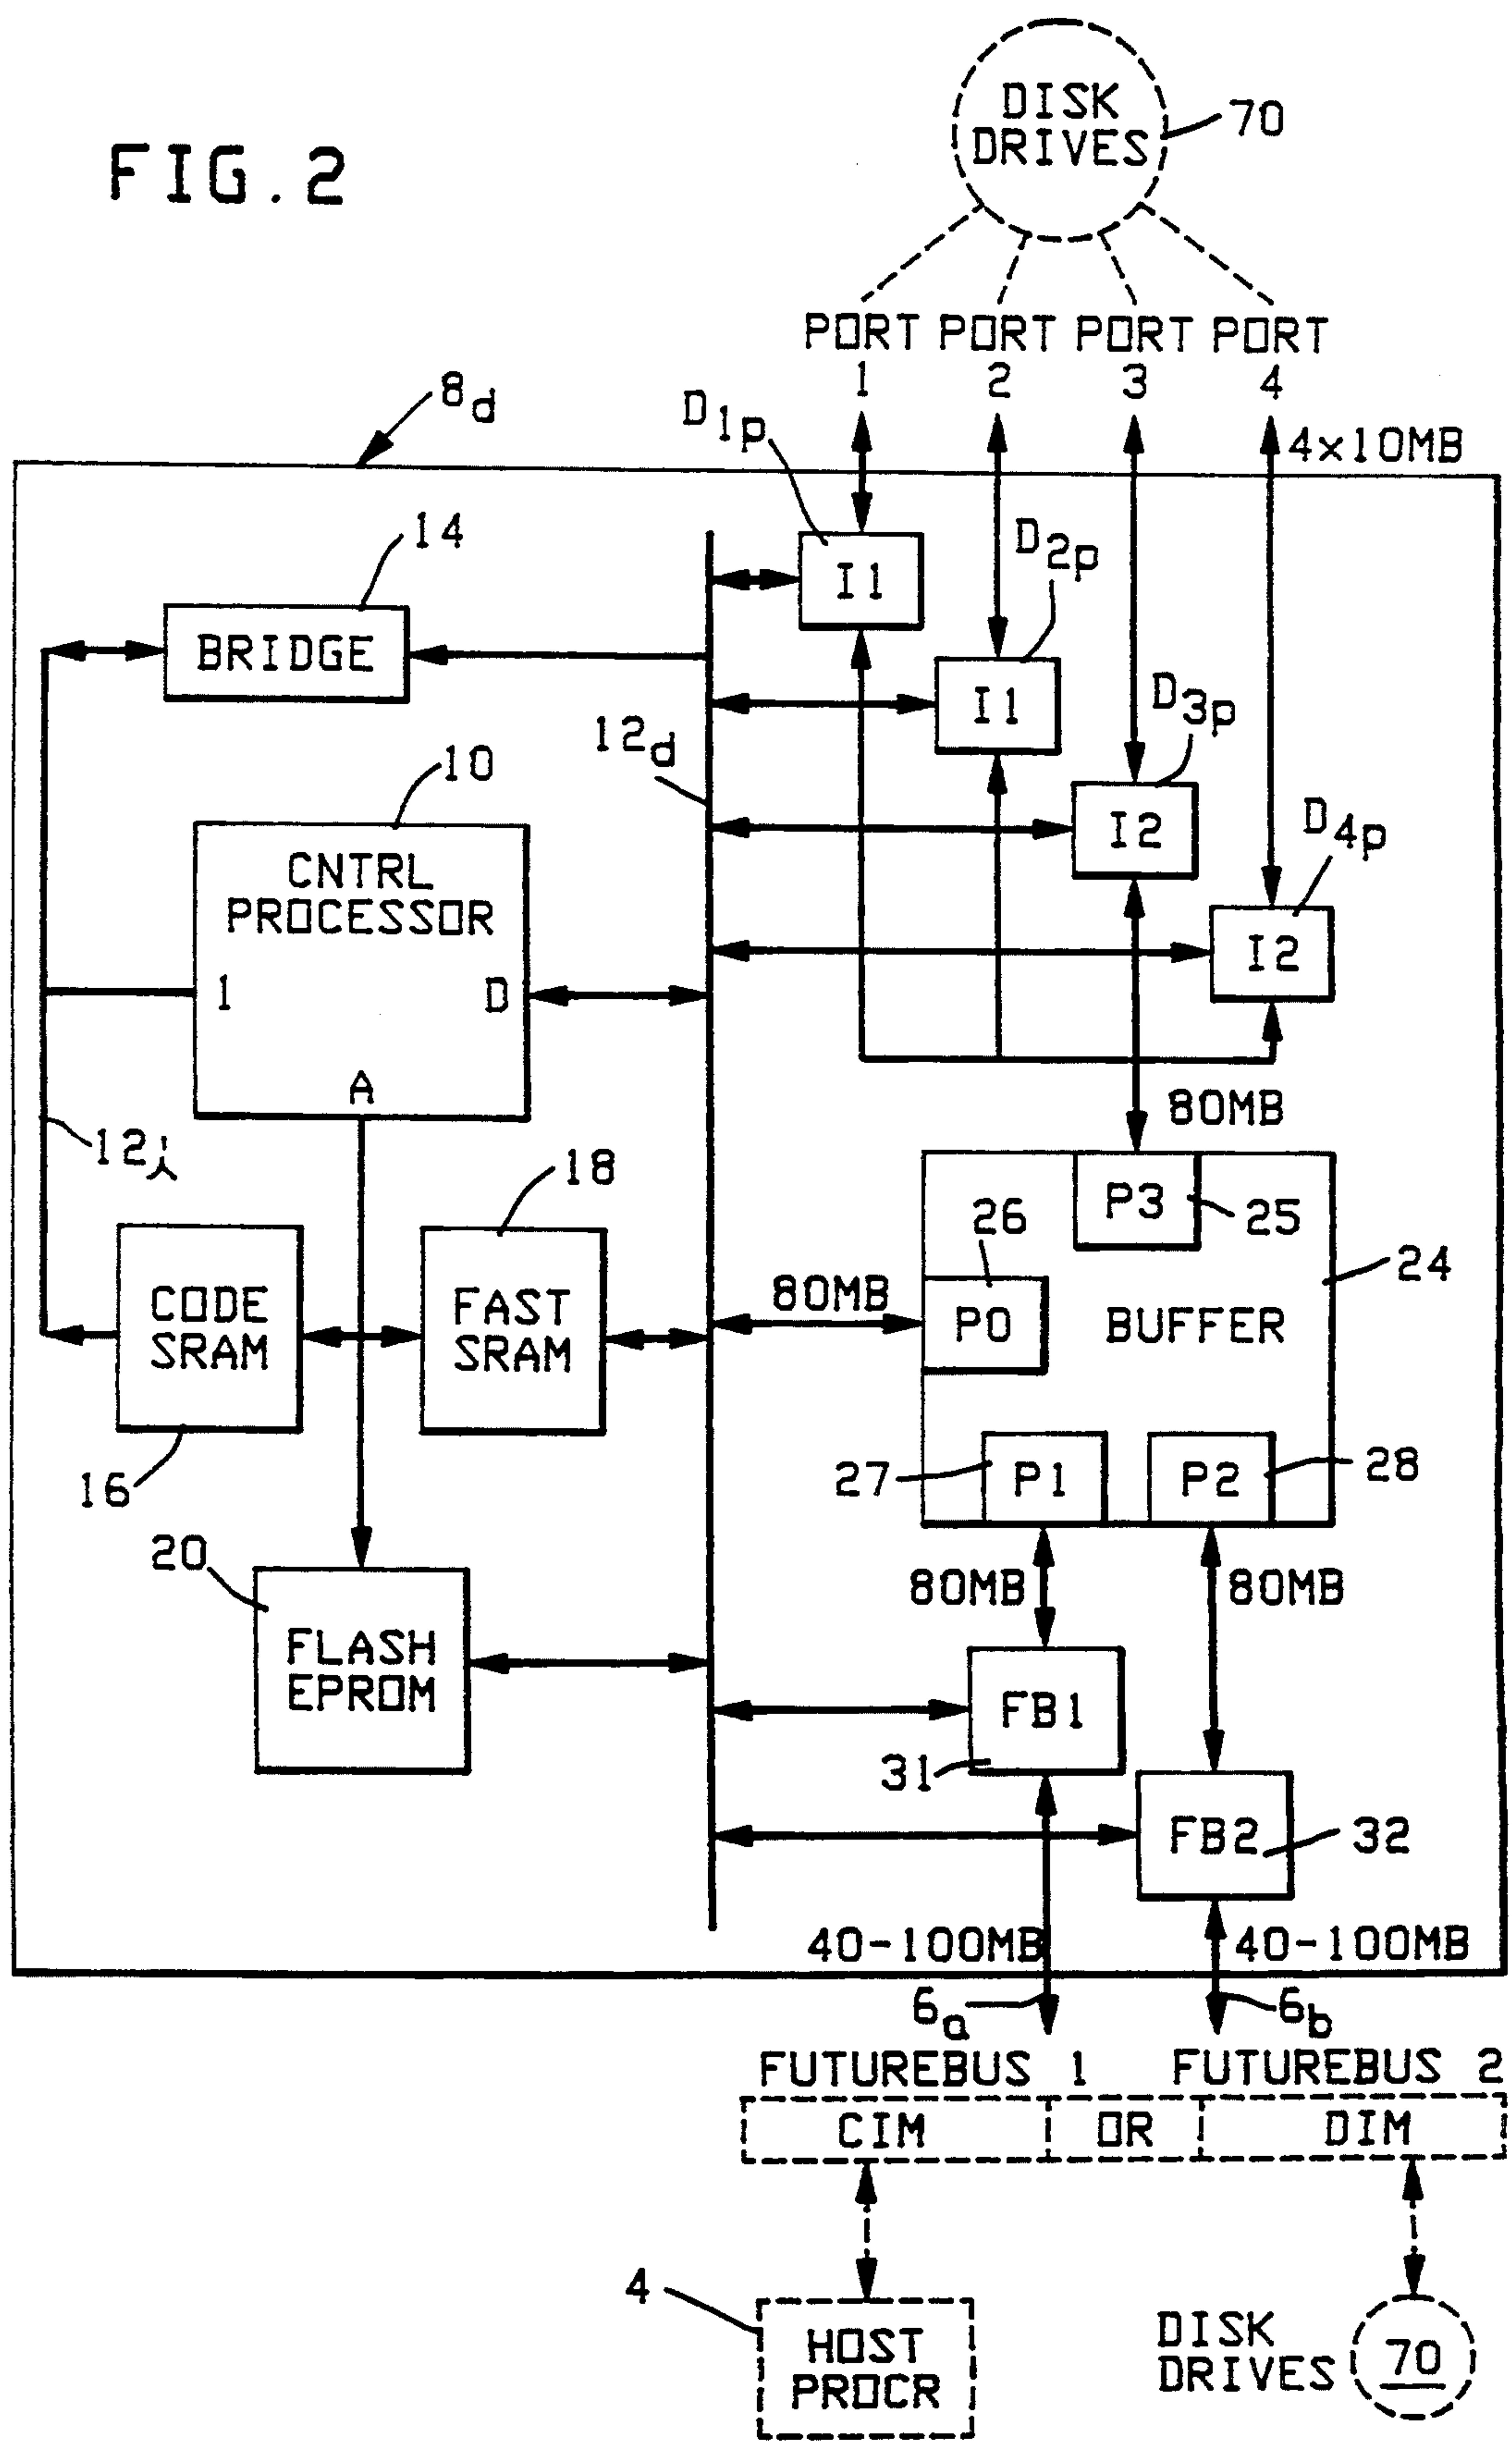 FIG. 2
DISK
DRIVES
70
PORT PORT PORT PORT
1 2 3 4
8d
D1p
4x10MB
14
I1
D2p
BRIDGE
I1
D3p
12d
10
I2
D4p
CNTRL
PROCESSOR
I2
1 D
A
80MB
12i
18
P3
25
26
24
CODE
SRAM
FAST
SRAM
80MB
P0
BUFFER
16
27
P1
P2
28
20
80MB
80MB
FLASH
EPROM
FB1
31
FB2
32
40-100MB
40-100MB
6a
6b
FUTUREBUS 1
FUTUREBUS 2
CIM
OR
DIM
4
HOST
PROCR
DISK
DRIVES
70